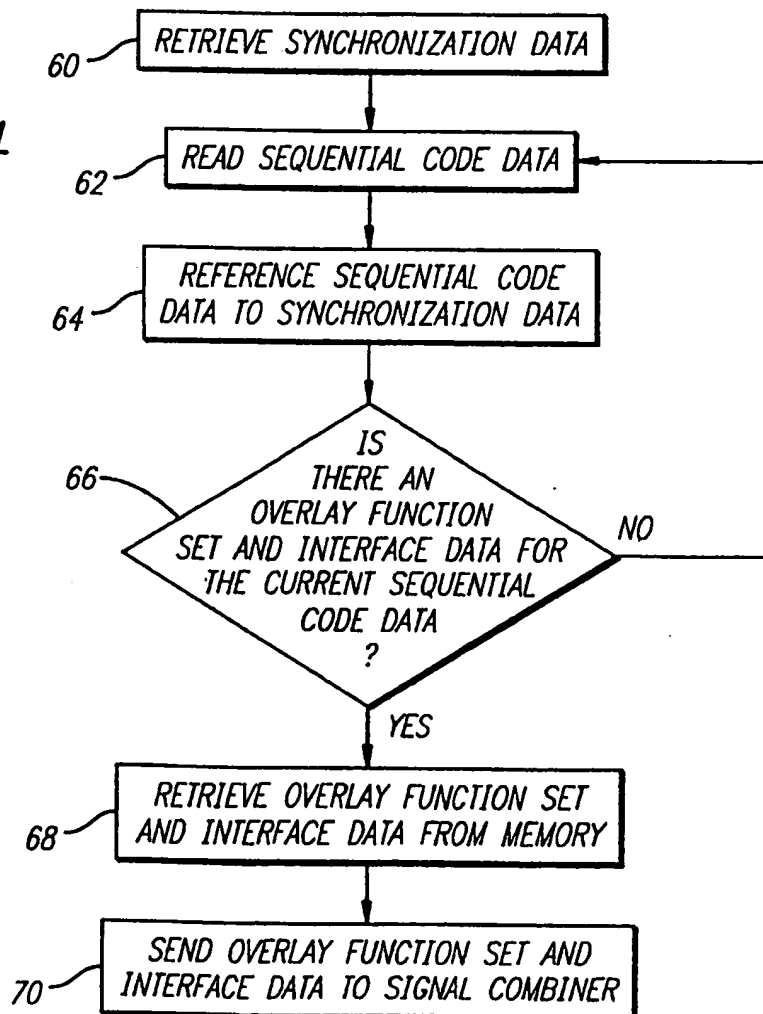 RETRIEVE SYNCHRONIZATION DATA
60
READ SEQUENTIAL CODE DATA
62
REFERENCE SEQUENTIAL CODE
DATA TO SYNCHRONIZATION DATA
64
IS
THERE AN
OVERLAY FUNCTION
SET AND INTERFACE DATA FOR
THE CURRENT SEQUENTIAL
CODE DATA
?
66
NO
YES
RETRIEVE OVERLAY FUNCTION SET
AND INTERFACE DATA FROM MEMORY
68
SEND OVERLAY FUNCTION SET AND
INTERFACE DATA TO SIGNAL COMBINER
70